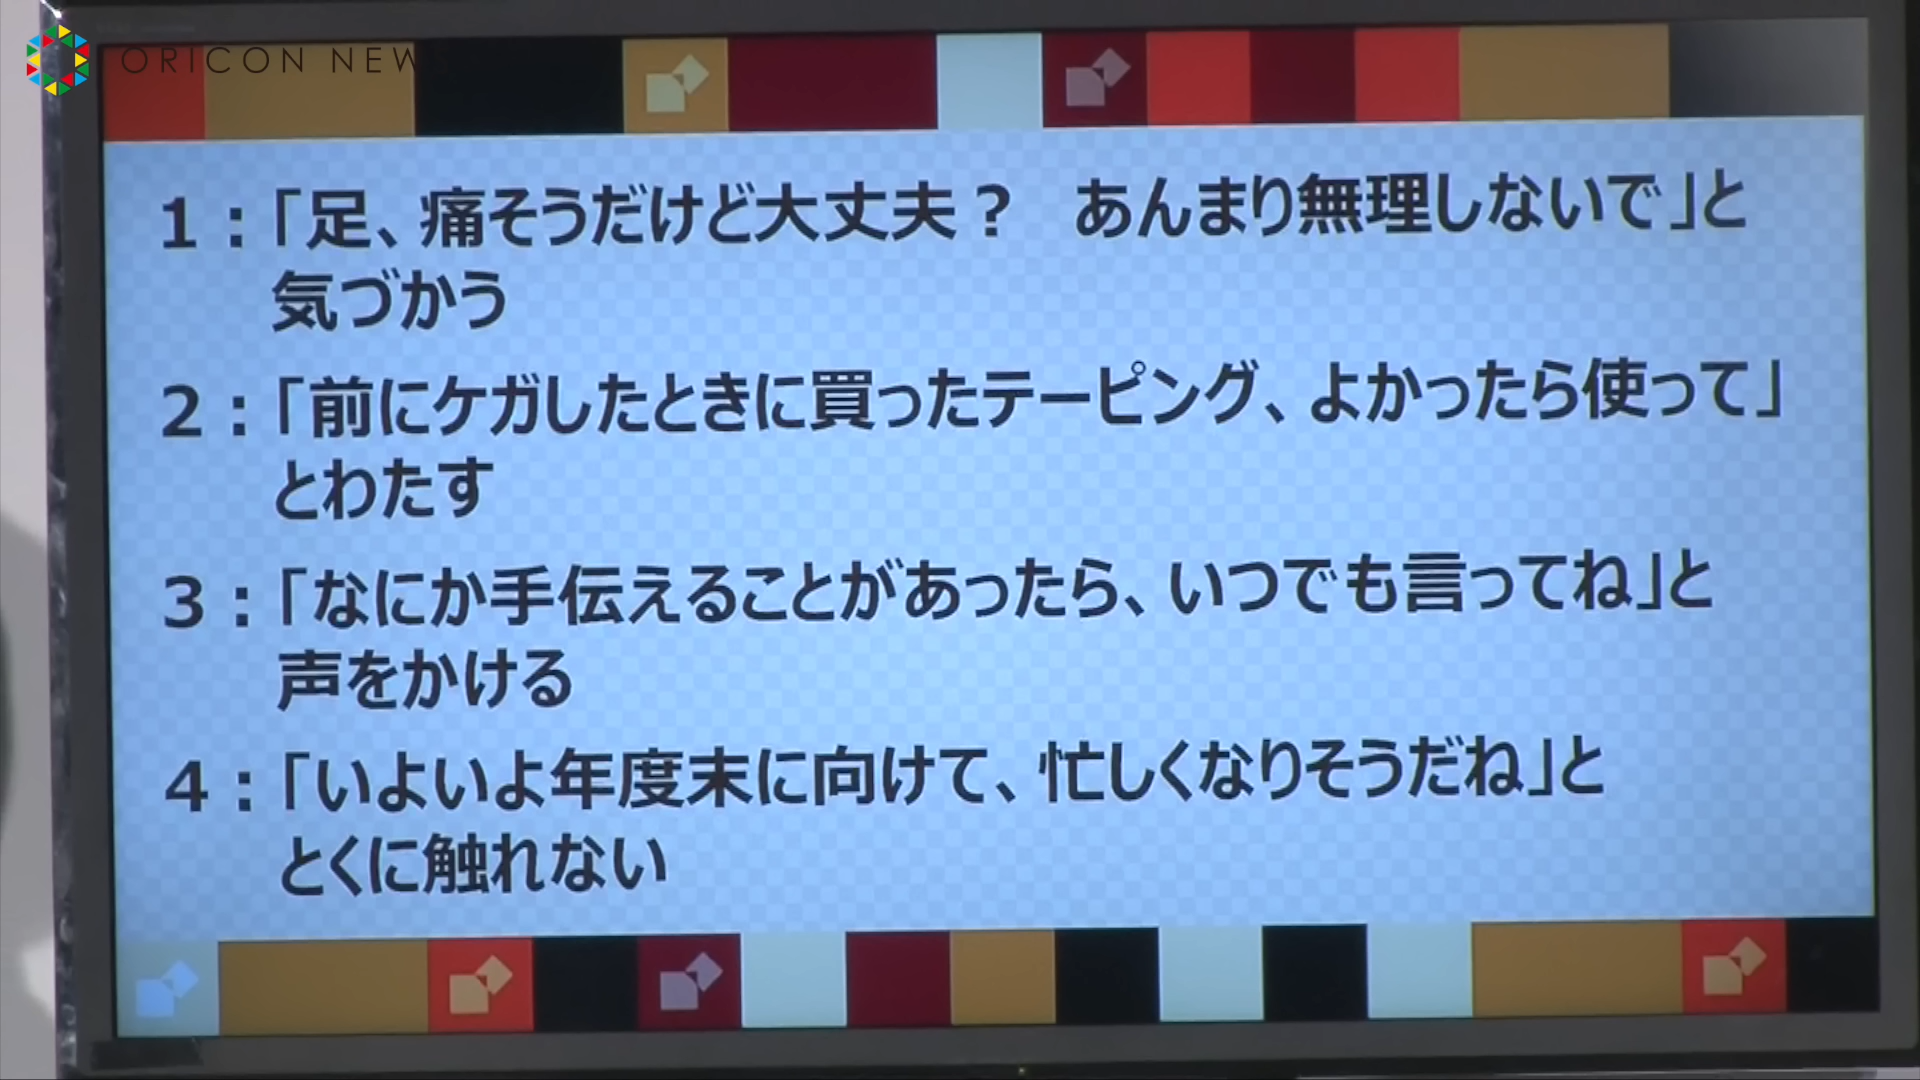 ORICON NEW
1：「足、痛そうだけど大丈夫？　あんまり無理しないで」と
気づかう
2：「前にケガしたときに買ったテーピング、よかったら使って」
とわたす
3：「なにか手伝えることがあったら、いつでも言ってね」と
声をかける
4：「いよいよ年度末に向けて、忙しくなりそうだね」と
とくに触れない